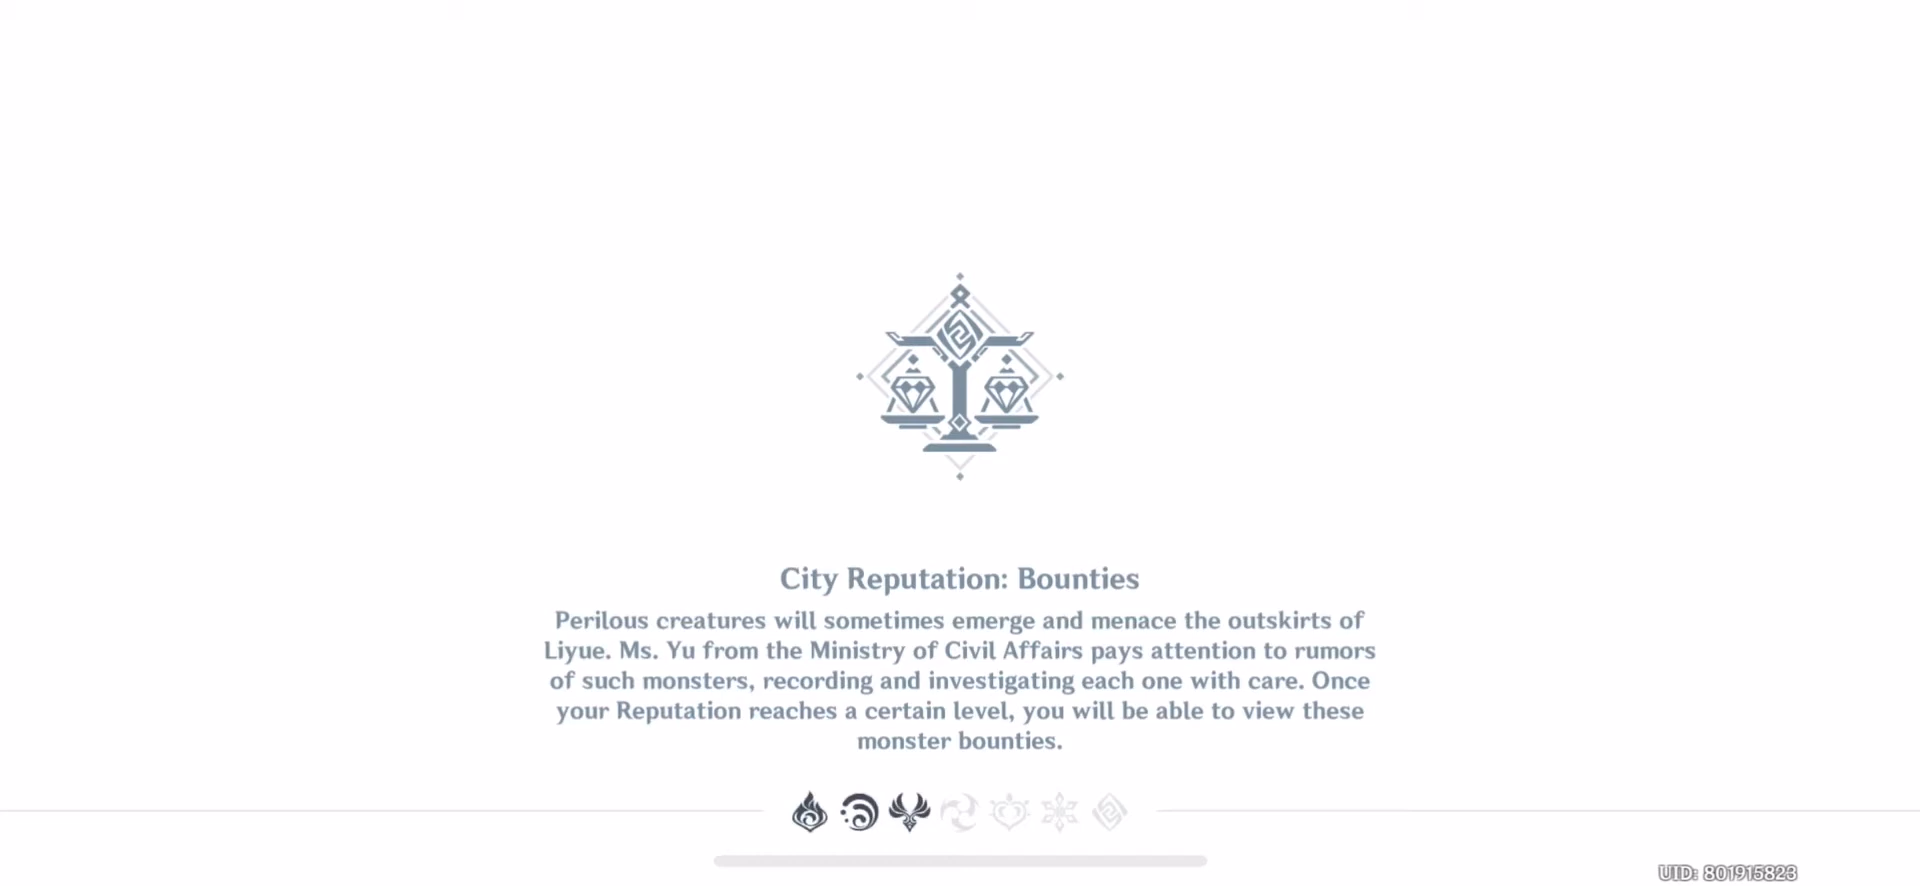 City Reputation: Bounties
Perilous creatures will sometimes emerge and menace the outskirts of
Liyue. Ms. Yu from the Ministry of Civil Affairs pays attention to rumors
of such monsters, recording and investigating each one with care. Once
your Reputation reaches a certain level, you will be able to view these
monster bounties.
UID: 801915823